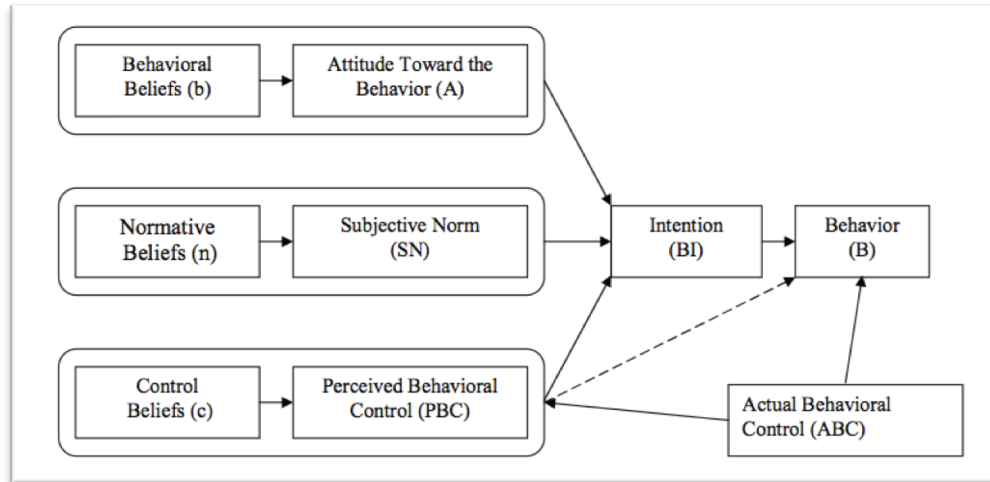 Behavioral
Beliefs (b)
Attitude Toward the
Behavior (A)
Normative
Beliefs (n)
Subjective Norm
(SN)
Intention
(BI)
Behavior
(B)
Control
Beliefs (c)
Perceived Behavioral
Control (PBC)
Actual Behavioral
Control (ABC)